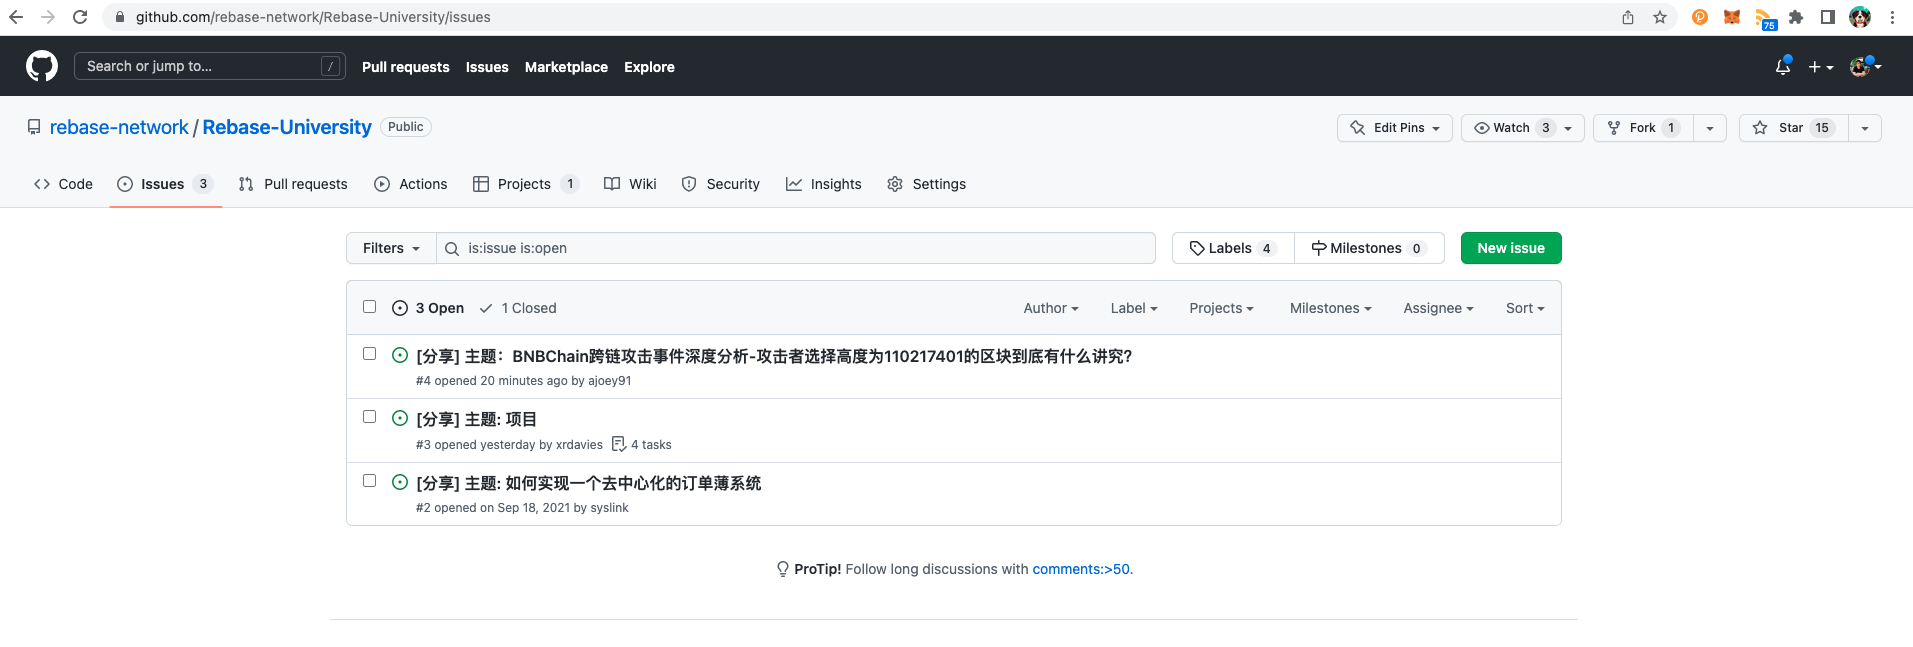 github.com/rebase-network/Rebase-University/issues
75
Search or jump to...
/
Pull requests
Issues
Marketplace
Explore
rebase-network / Rebase-University
Public
Edit Pins
Watch 3
Fork 1
Star 15
Code
Issues 3
Pull requests
Actions
Projects 1
Wiki
Security
Insights
Settings
Filters
is:issue is:open
Labels 4
Milestones 0
New issue
3 Open
1 Closed
Author
Label
Projects
Milestones
Assignee
Sort
[分享] 主题：BNBChain跨链攻击事件深度分析-攻击者选择高度为110217401的区块到底有什么讲究?
#4 opened 20 minutes ago by ajoey91
[分享] 主题: 项目
#3 opened yesterday by xrdavies 4 tasks
[分享] 主题: 如何实现一个去中心化的订单薄系统
#2 opened on Sep 18, 2021 by syslink
ProTip! Follow long discussions with comments:>50.